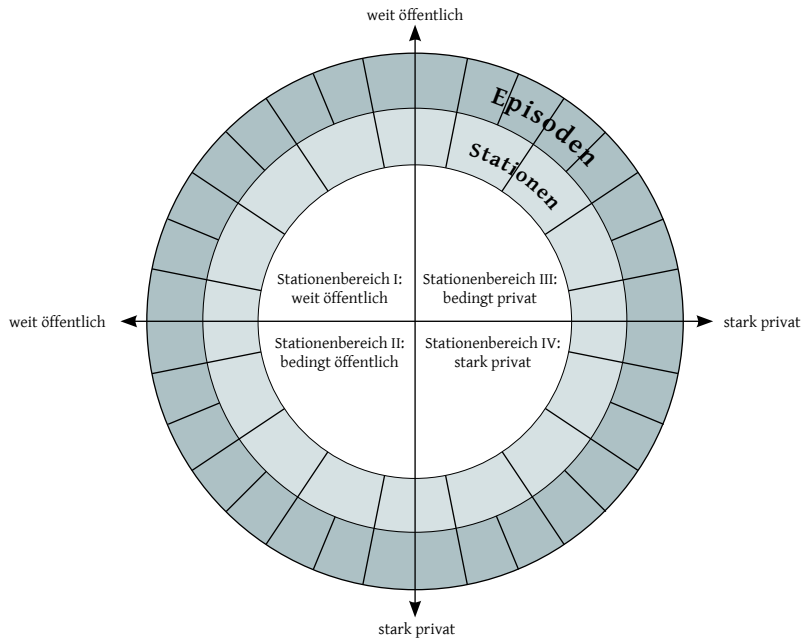 weit öffentlich
Episoden
Stationen
Stationenbereich I:
weit öffentlich
Stationenbereich III:
bedingt privat
weit öffentlich
stark privat
Stationenbereich II:
bedingt öffentlich
Stationenbereich IV:
stark privat
stark privat